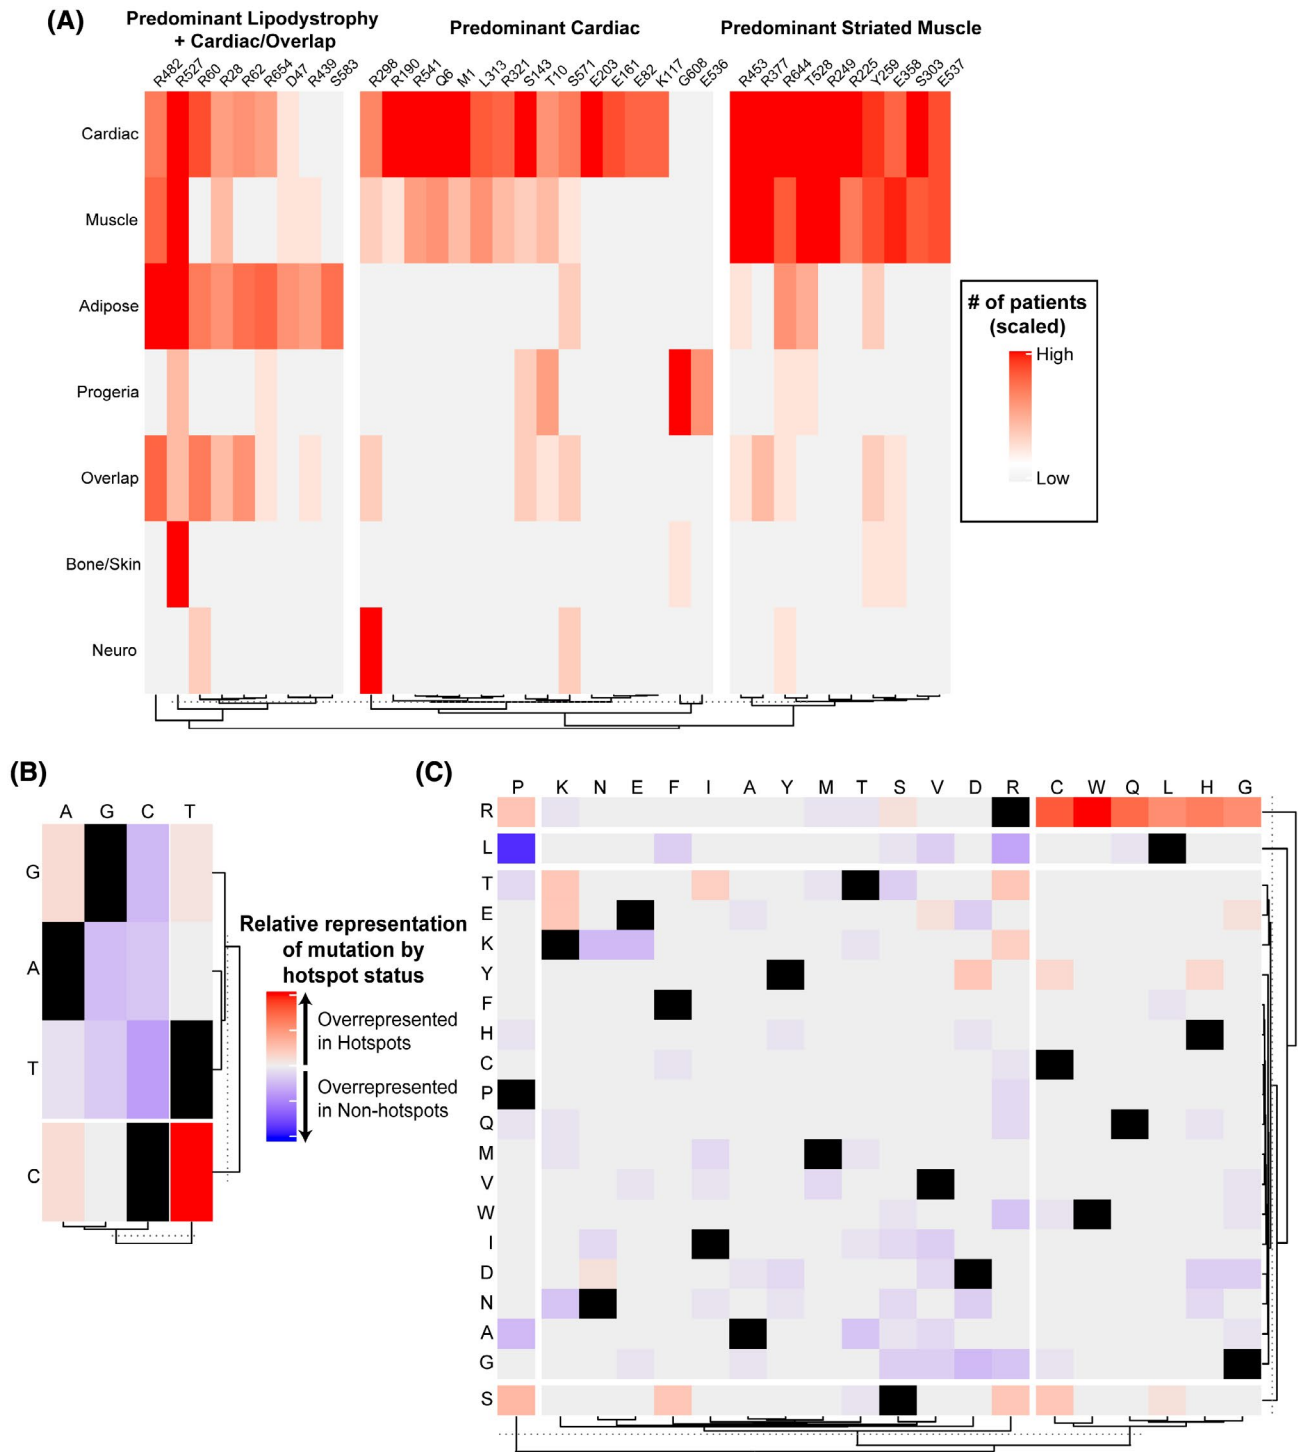 (A)
Predominant Lipodystrophy
+ Cardiac/Overlap
Predominant Cardiac
Predominant Striated Muscle
R482 R527 R60 R28 R62 R654 D47 R439 S583
R298 R190 R541 Q6 M1 L313 R321 S143 T10 S571 E203 E161 E82 K117 G608 E536
R453 R377 R644 T528 R249 R225 Y259 E358 S303 E537
Cardiac
Muscle
Adipose
Progeria
Overlap
Bone/Skin
Neuro
# of patients
(scaled)
High
Low
(B)
A G C T
G
A
T
C
Relative representation
of mutation by
hotspot status
Overrepresented
in Hotspots
Overrepresented
in Non-hotspots
(C)
P K N E F I A Y M T S V D R C W Q L H G
R
L
T
E
K
Y
F
H
C
P
Q
M
V
W
I
D
N
A
G
S